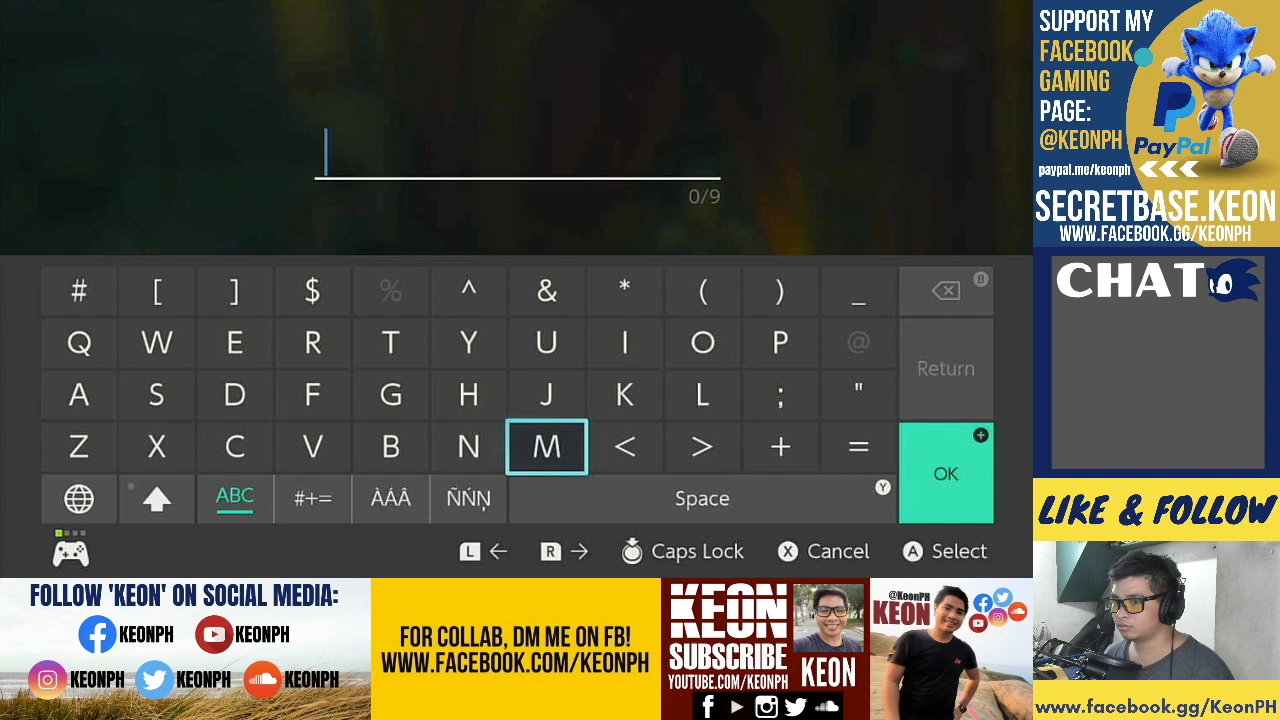 0/9
# [ ] $ % ^ & * ( ) _
Q W E R T Y U I O P @
A S D F G H J K L ; "
Z X C V B N M < > + =
Return
OK
ABC #+= ÀÁÂ ÑŃŅ Space
L ← R → Caps Lock X Cancel A Select
B
Y
SUPPORT MY
FACEBOOK
GAMING
PAGE:
@KEONPH
PayPal
paypal.me/keonph
SECRETBASE.KEON
WWW.FACEBOOK.GG/KEONPH
CHAT
LIKE & FOLLOW
www.facebook.gg/KeonPH
FOLLOW 'KEON' ON SOCIAL MEDIA:
KEONPH KEONPH
KEONPH KEONPH KEONPH
FOR COLLAB, DM ME ON FB!
WWW.FACEBOOK.COM/KEONPH
KEON
SUBSCRIBE
YOUTUBE.COM/KEONPH
KEON
@KeonPH
KEON